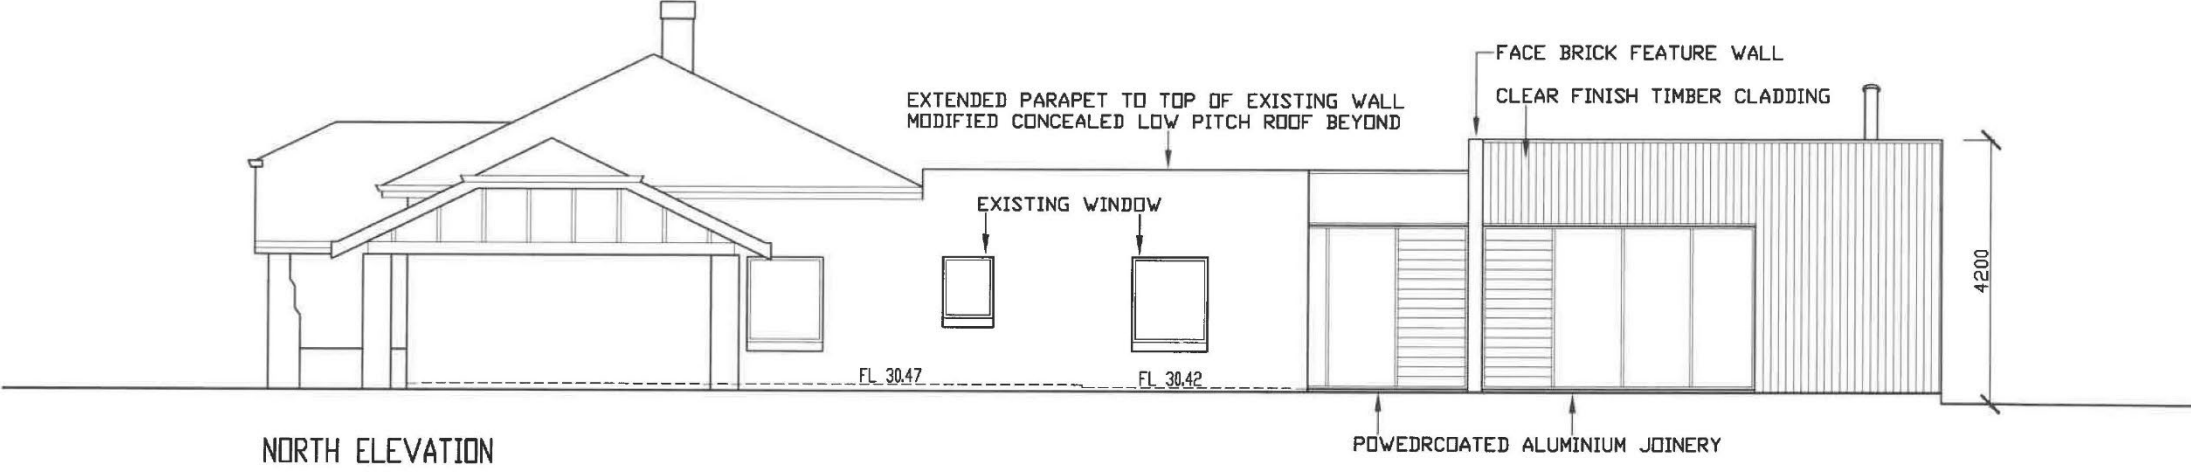 FACE BRICK FEATURE WALL
CLEAR FINISH TIMBER CLADDING
EXTENDED PARAPET TO TOP OF EXISTING WALL
MODIFIED CONCEALED LOW PITCH ROOF BEYOND
EXISTING WINDOW
4200
FL 30.47
FL 30.42
POWEDRCOATED ALUMINIUM JOINERY
NORTH ELEVATION